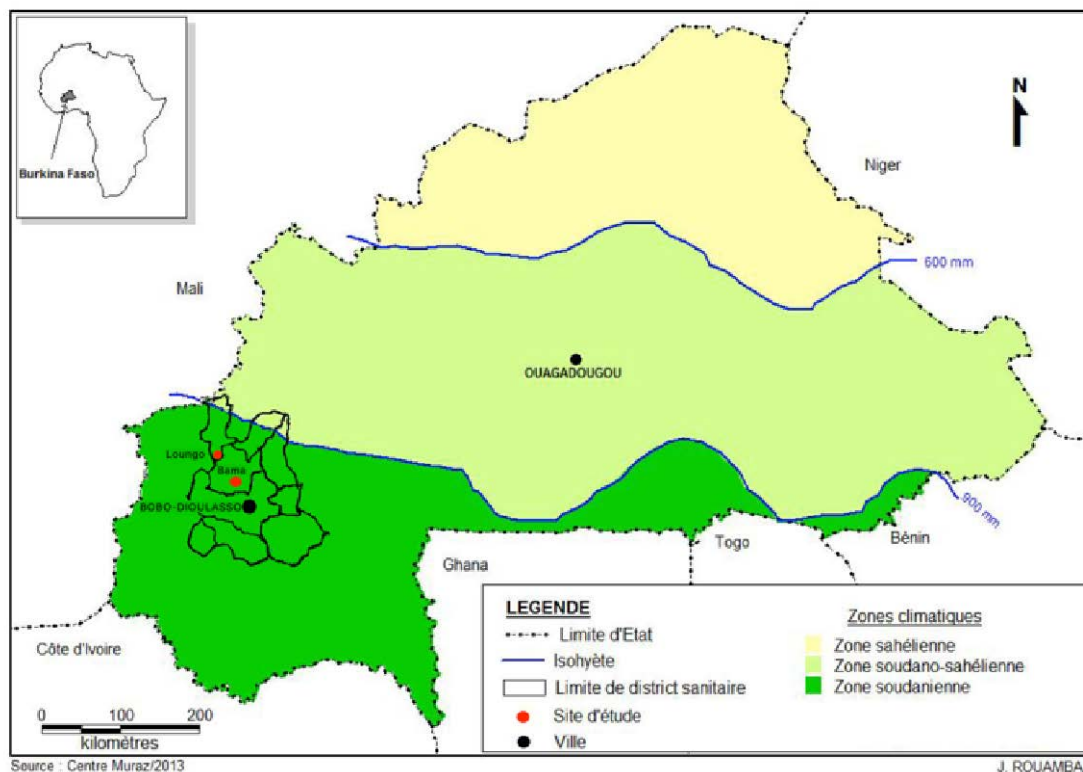 Burkina Faso
N
Niger
Mali
600 mm
OUAGADOUGOU
Loungo
Bama
BOBO-DIOULASSO
900 mm
Bénin
Togo
Ghana
Côte d'Ivoire
LEGENDE
Limite d'Etat
Isohyète
Limite de district sanitaire
Site d'étude
Ville
Zones climatiques
Zone sahélienne
Zone soudano-sahélienne
Zone soudanienne
0 100 200
kilomètres
Source : Centre Muraz/2013
J. ROUAMBA